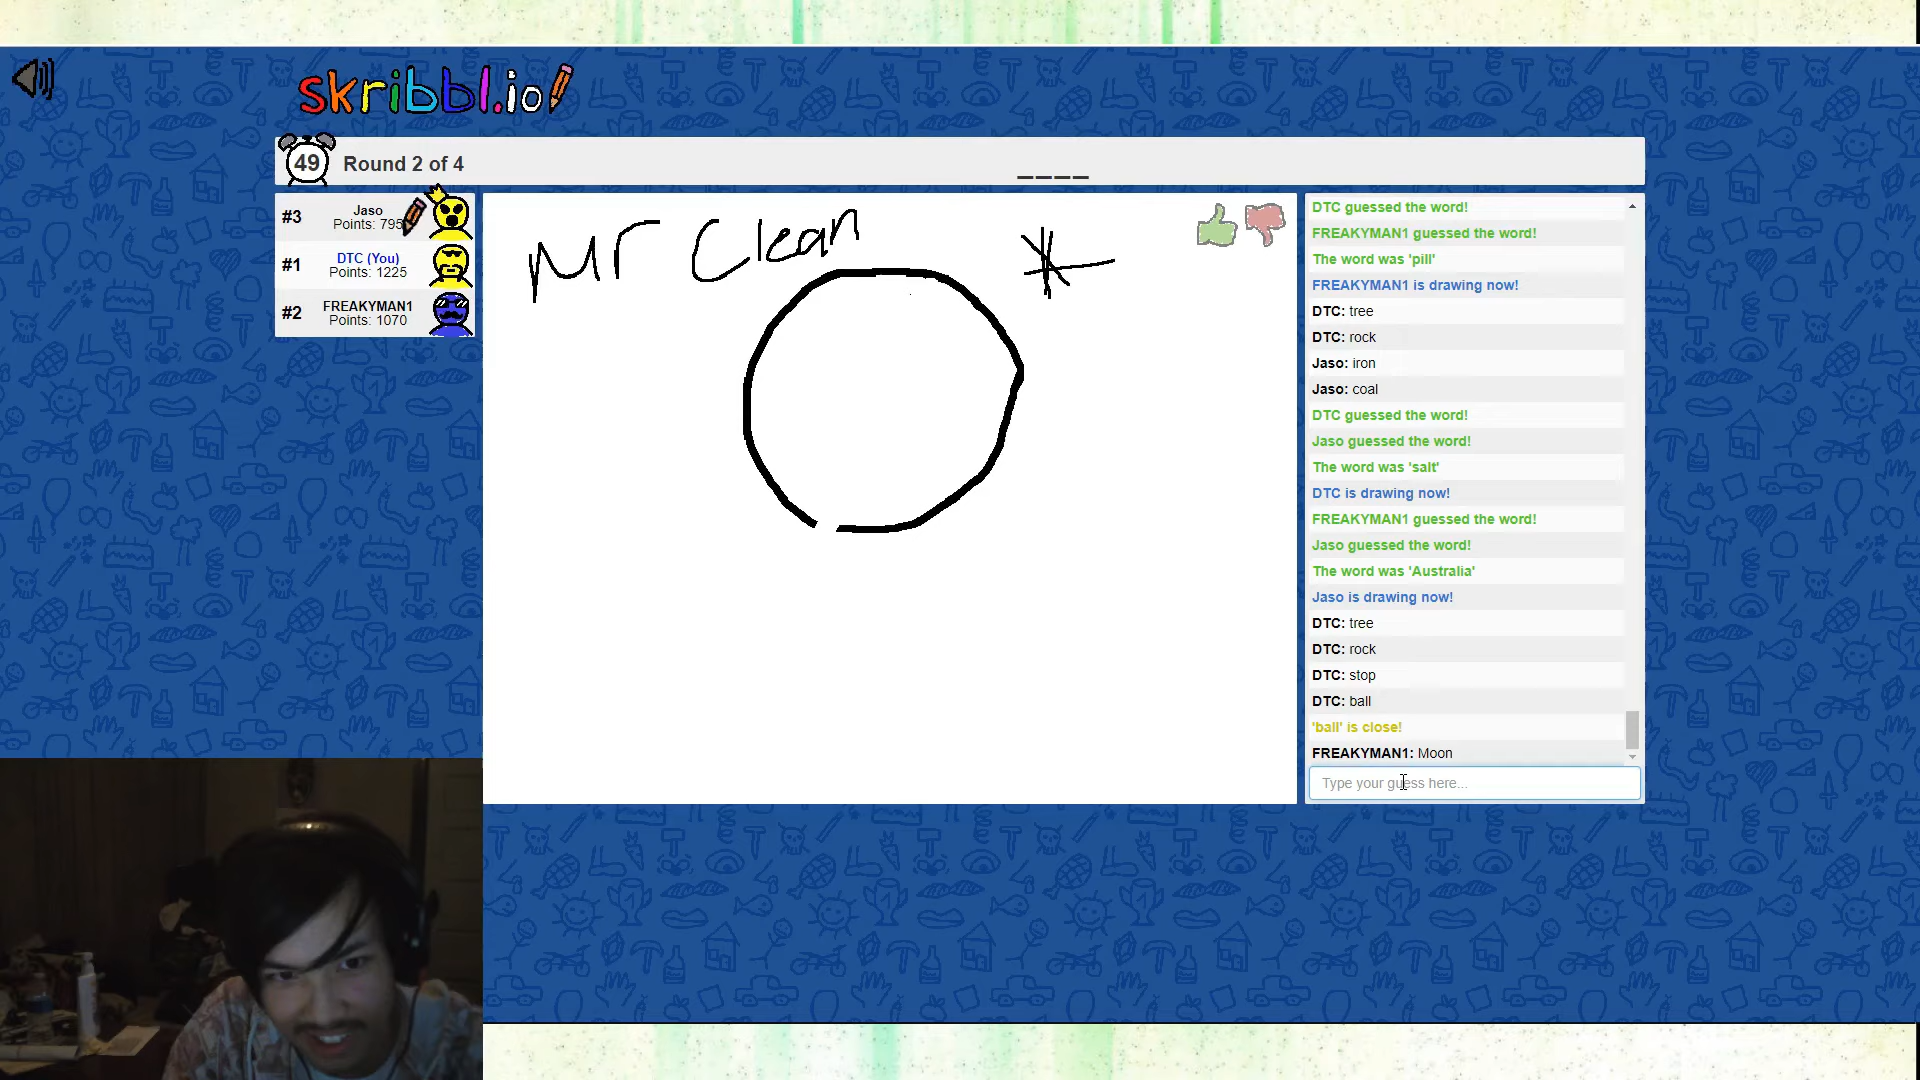 skribbl.io
49
Round 2 of 4
____
#3
Jaso
Points: 795
#1
DTC (You)
Points: 1225
#2
FREAKYMAN1
Points: 1070
Mr Clean
DTC guessed the word!
FREAKYMAN1 guessed the word!
The word was 'pill'
FREAKYMAN1 is drawing now!
DTC: tree
DTC: rock
Jaso: iron
Jaso: coal
DTC guessed the word!
Jaso guessed the word!
The word was 'salt'
DTC is drawing now!
FREAKYMAN1 guessed the word!
Jaso guessed the word!
The word was 'Australia'
Jaso is drawing now!
DTC: tree
DTC: rock
DTC: stop
DTC: ball
'ball' is close!
FREAKYMAN1: Moon
Type your guess here...